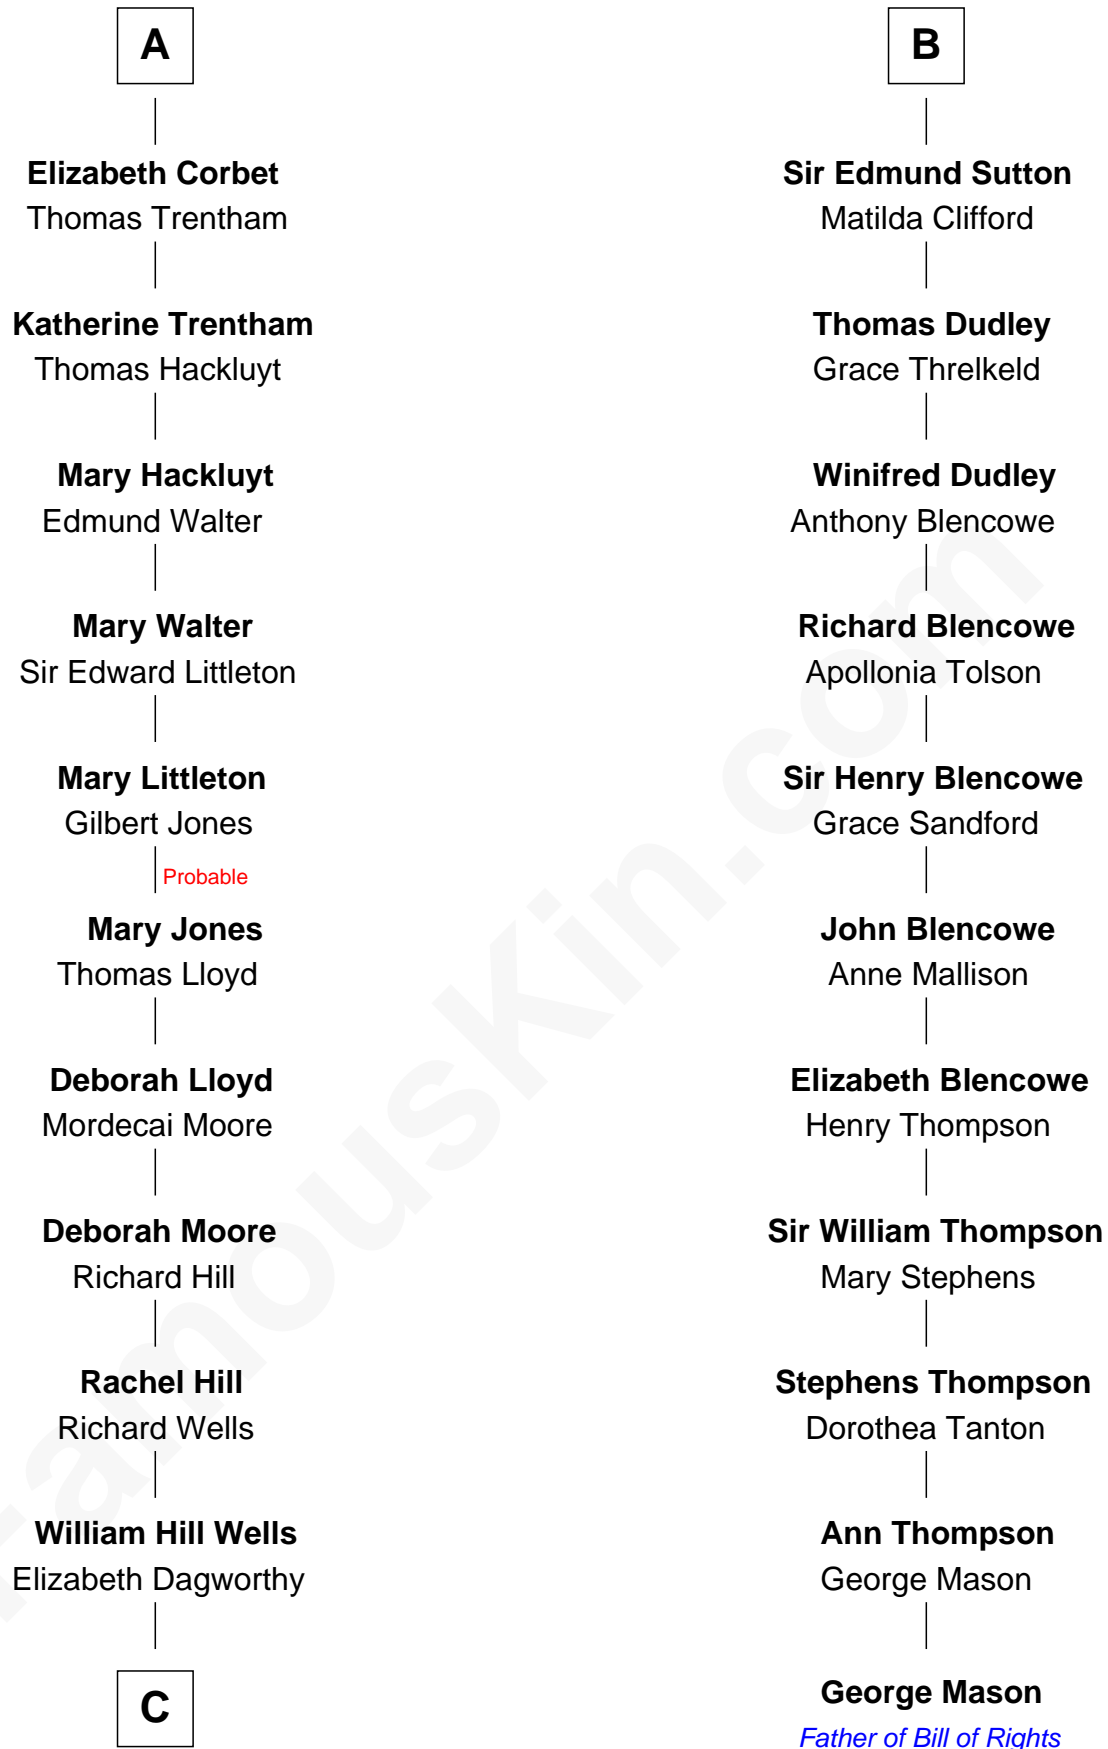 A
Elizabeth Corbet
Thomas Trentham
Katherine Trentham
Thomas Hackluyt
Mary Hackluyt
Edmund Walter
Mary Walter
Sir Edward Littleton
Mary Littleton
Gilbert Jones
Probable
Mary Jones
Thomas Lloyd
Deborah Lloyd
Mordecai Moore
Deborah Moore
Richard Hill
Rachel Hill
Richard Wells
William Hill Wells
Elizabeth Dagworthy
C
B
Sir Edmund Sutton
Matilda Clifford
Thomas Dudley
Grace Threlkeld
Winifred Dudley
Anthony Blencowe
Richard Blencowe
Apollonia Tolson
Sir Henry Blencowe
Grace Sandford
John Blencowe
Anne Mallison
Elizabeth Blencowe
Henry Thompson
Sir William Thompson
Mary Stephens
Stephens Thompson
Dorothea Tanton
Ann Thompson
George Mason
George Mason
Father of Bill of Rights
FamousKin.com